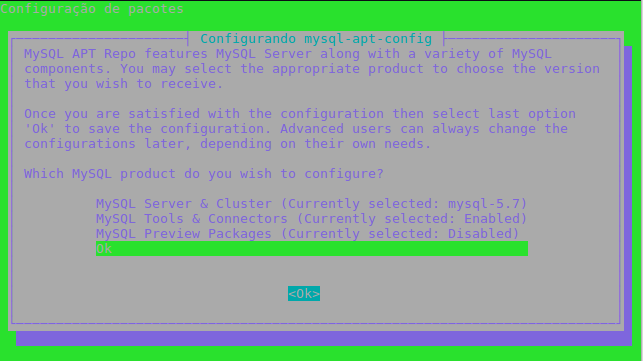 Configuração de pacotes
Configurando mysql-apt-config
MySQL APT Repo features MySQL Server along with a variety of MySQL
components. You may select the appropriate product to choose the version
that you wish to receive.
Once you are satisfied with the configuration then select last option
'Ok' to save the configuration. Advanced users can always change the
configurations later, depending on their own needs.
Which MySQL product do you wish to configure?
MySQL Server & Cluster (Currently selected: mysql-5.7)
MySQL Tools & Connectors (Currently selected: Enabled)
MySQL Preview Packages (Currently selected: Disabled)
Ok
<Ok>